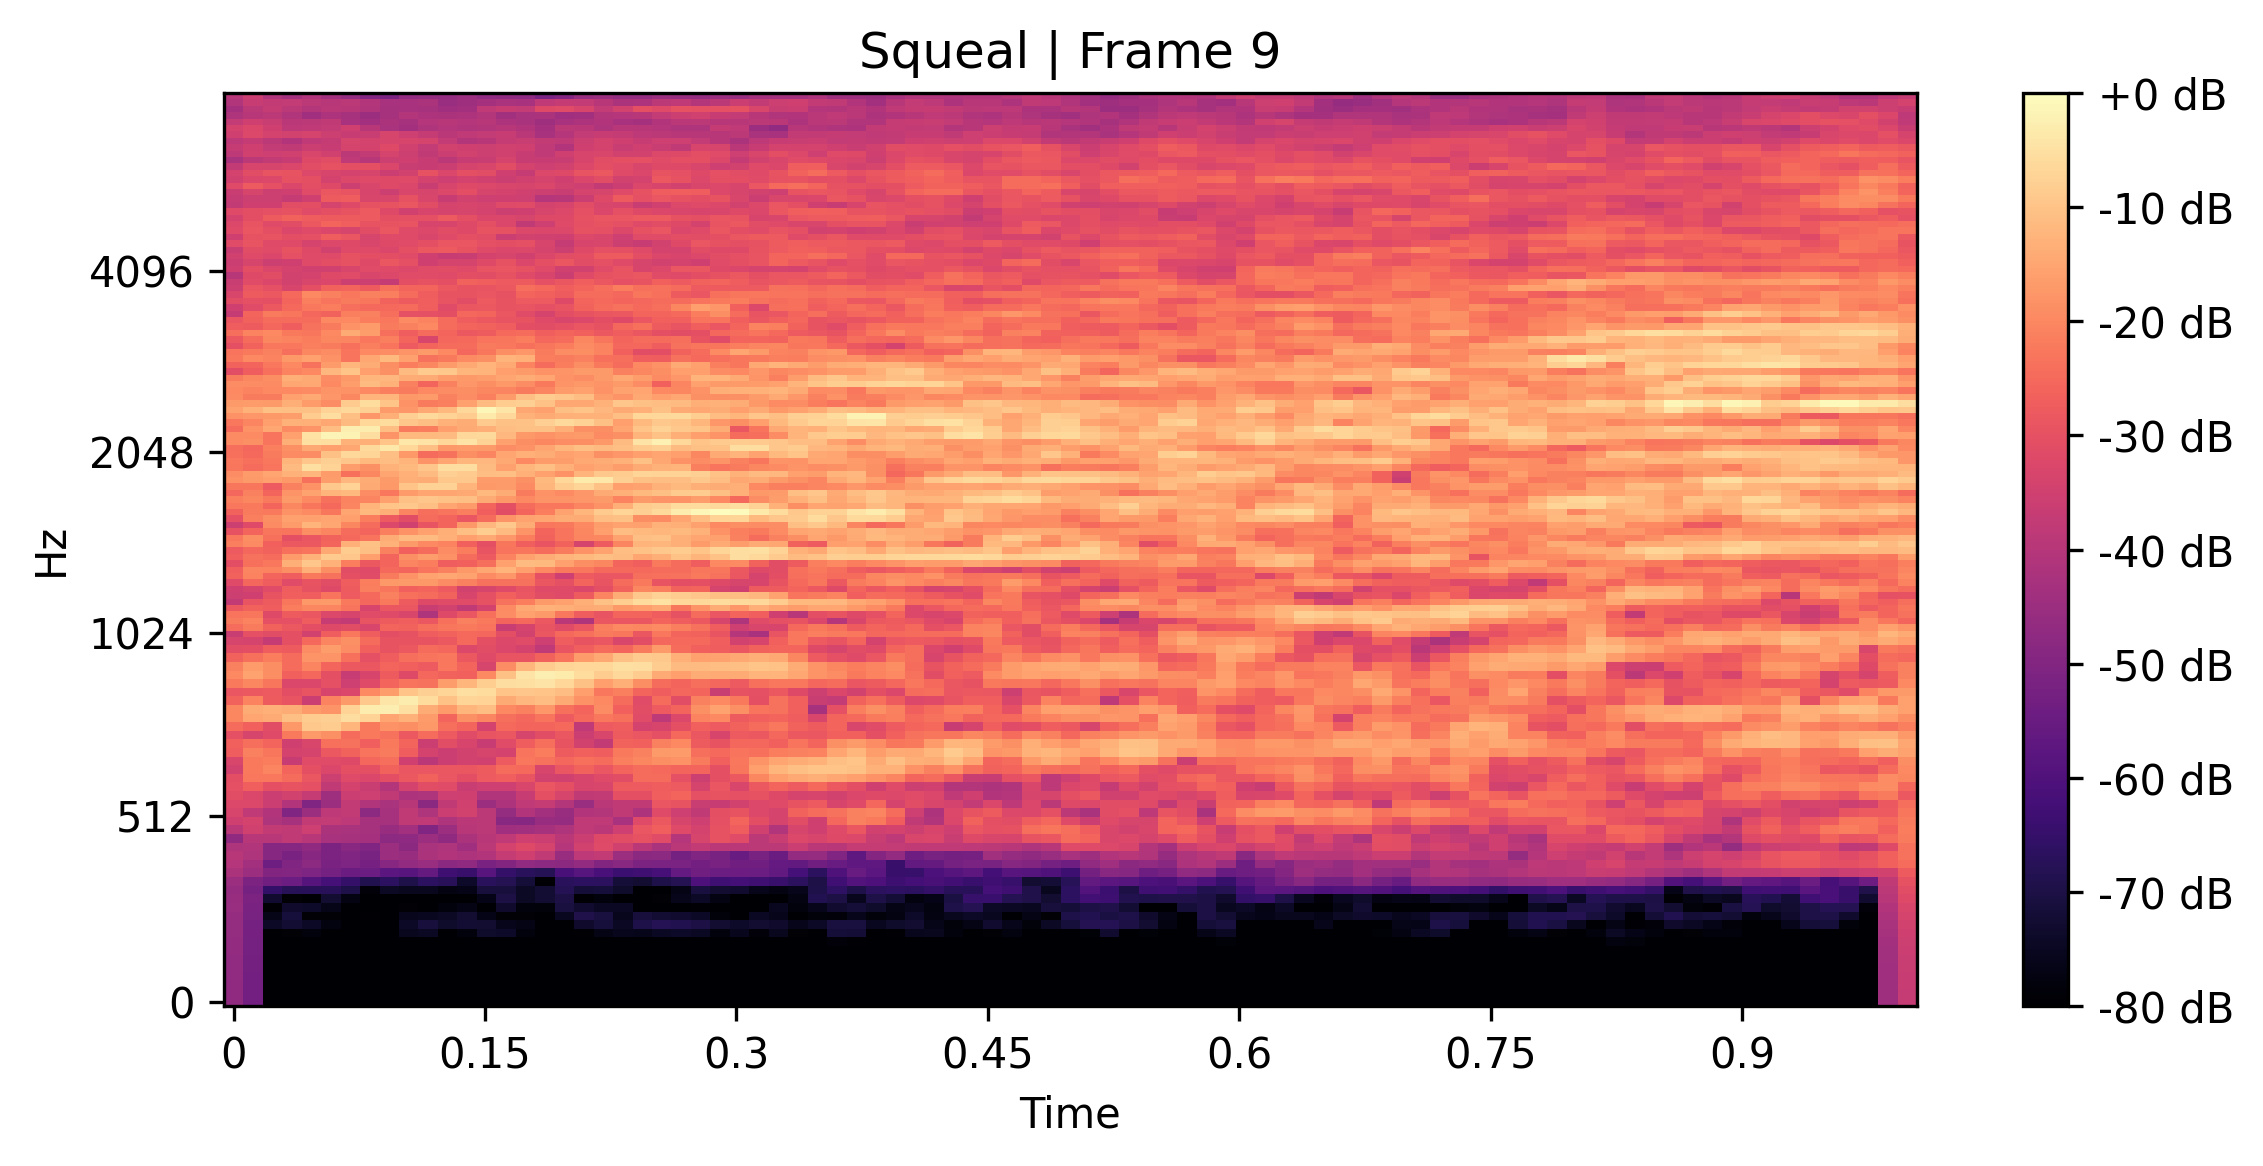 Squeal | Frame 9
+0 dB
-10 dB
-20 dB
-30 dB
-40 dB
-50 dB
-60 dB
-70 dB
-80 dB
Hz
4096
2048
1024
512
0
0 0.15 0.3 0.45 0.6 0.75 0.9
Time